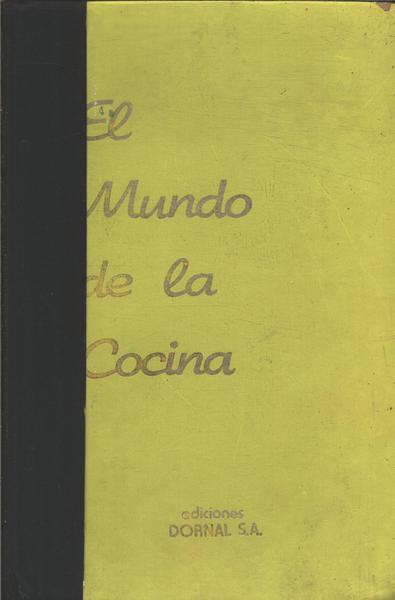 El
Mundo
de la
Cocina
ediciones
DORNAL S.A.